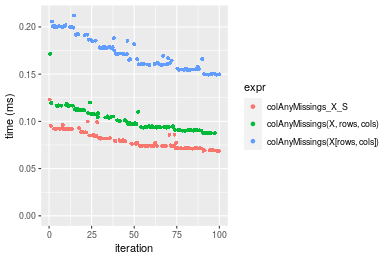 0.20
0.15
0.10
0.05
0.00
time (ms)
0
25
50
75
100
iteration
expr
colAnyMissings_X_S
colAnyMissings(X, rows, cols)
colAnyMissings(X[rows, cols])